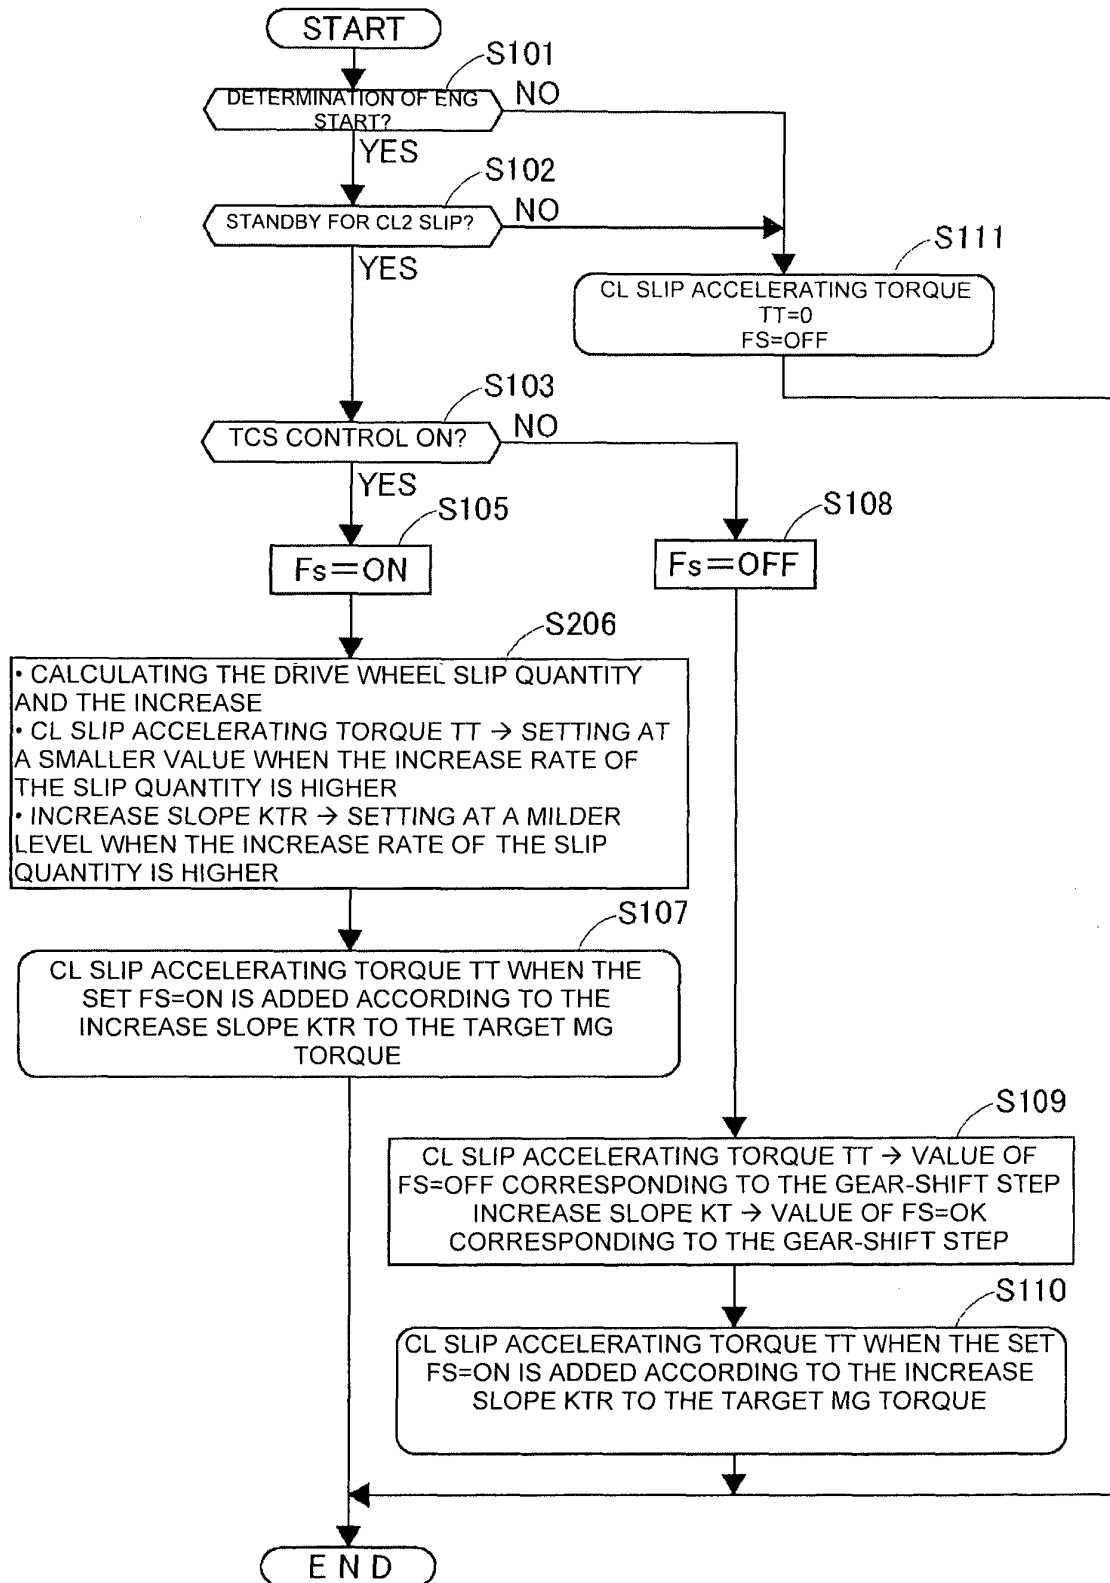 START
S101
DETERMINATION OF ENG
START?
NO
YES
S102
STANDBY FOR CL2 SLIP?
NO
YES
S111
CL SLIP ACCELERATING TORQUE
TT=0
FS=OFF
S103
TCS CONTROL ON?
NO
YES
S105
Fs=ON
S108
Fs=OFF
S206
• CALCULATING THE DRIVE WHEEL SLIP QUANTITY
AND THE INCREASE
• CL SLIP ACCELERATING TORQUE TT → SETTING AT
A SMALLER VALUE WHEN THE INCREASE RATE OF
THE SLIP QUANTITY IS HIGHER
• INCREASE SLOPE KTR → SETTING AT A MILDER
LEVEL WHEN THE INCREASE RATE OF THE SLIP
QUANTITY IS HIGHER
S107
CL SLIP ACCELERATING TORQUE TT WHEN THE
SET FS=ON IS ADDED ACCORDING TO THE
INCREASE SLOPE KTR TO THE TARGET MG
TORQUE
S109
CL SLIP ACCELERATING TORQUE TT → VALUE OF
FS=OFF CORRESPONDING TO THE GEAR-SHIFT STEP
INCREASE SLOPE KT → VALUE OF FS=OK
CORRESPONDING TO THE GEAR-SHIFT STEP
S110
CL SLIP ACCELERATING TORQUE TT WHEN THE SET
FS=ON IS ADDED ACCORDING TO THE INCREASE
SLOPE KTR TO THE TARGET MG TORQUE
END